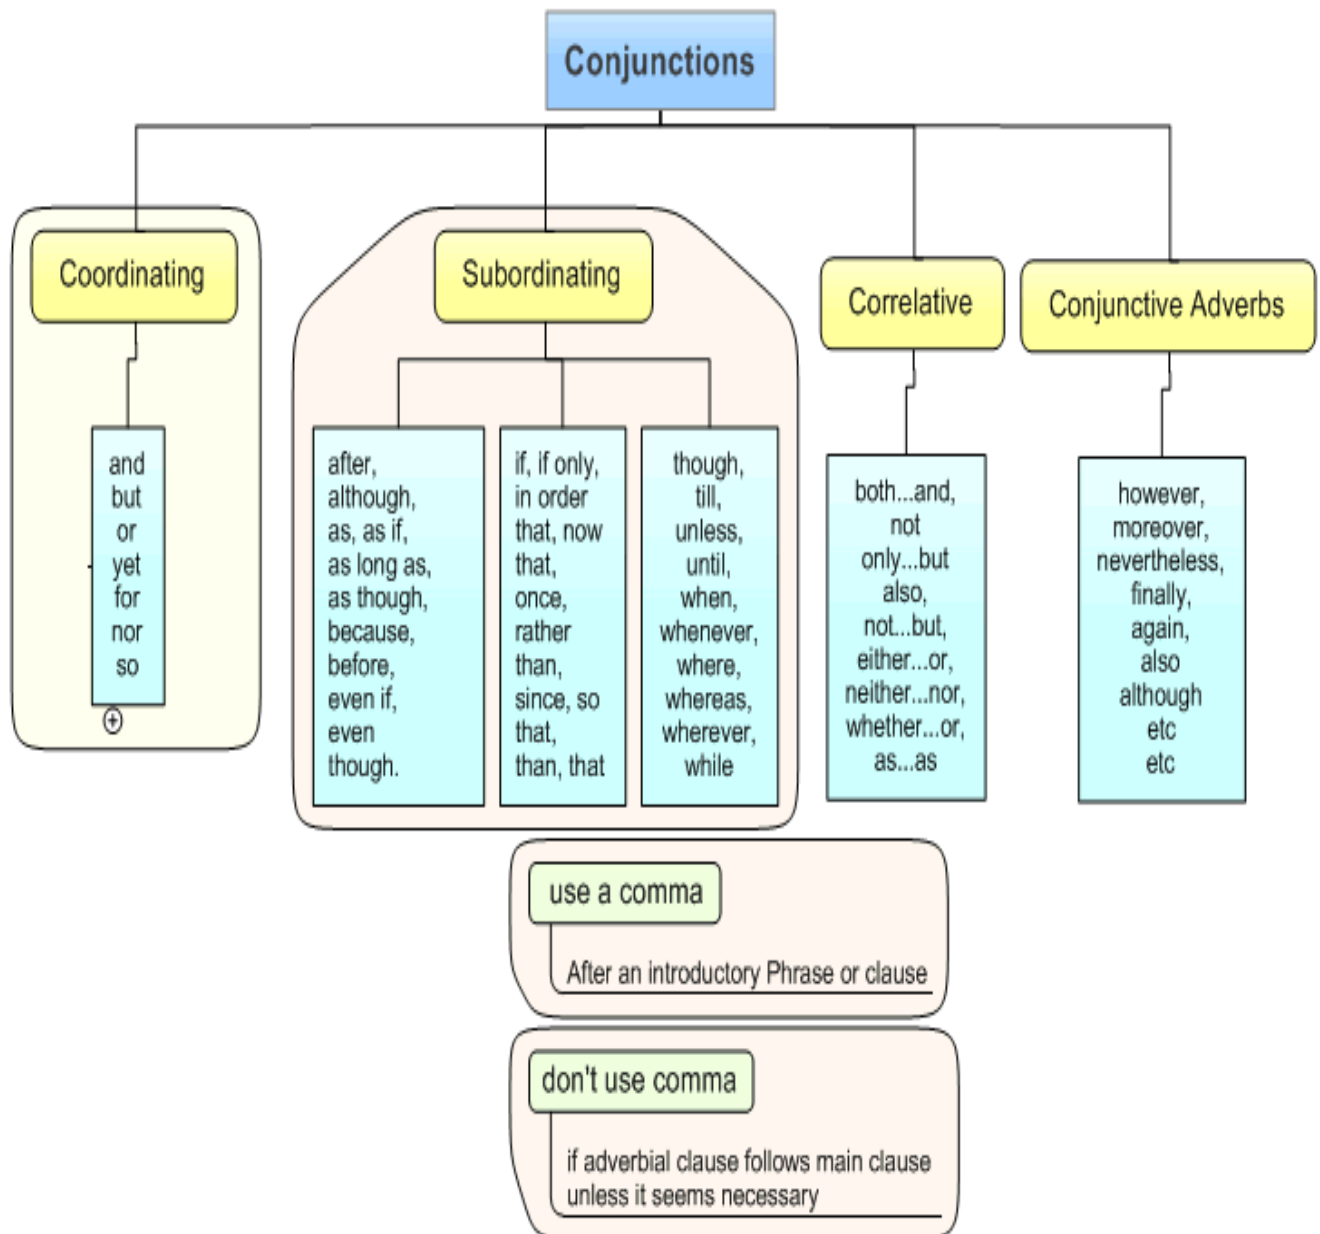 Conjunctions
Coordinating
Subordinating
Correlative
Conjunctive Adverbs
and
but
or
yet
for
nor
so
after,
although,
as, as if,
as long as,
as though,
because,
before,
even if,
even
though.
if, if only,
in order
that, now
that,
once,
rather
than,
since, so
that,
than, that
though,
till,
unless,
until,
when,
whenever,
where,
whereas,
wherever,
while
both...and,
not
only...but
also,
not...but,
either...or,
neither...nor,
whether...or,
as...as
however,
moreover,
nevertheless,
finally,
again,
also
although
etc
etc
use a comma
After an introductory Phrase or clause
don't use comma
if adverbial clause follows main clause
unless it seems necessary